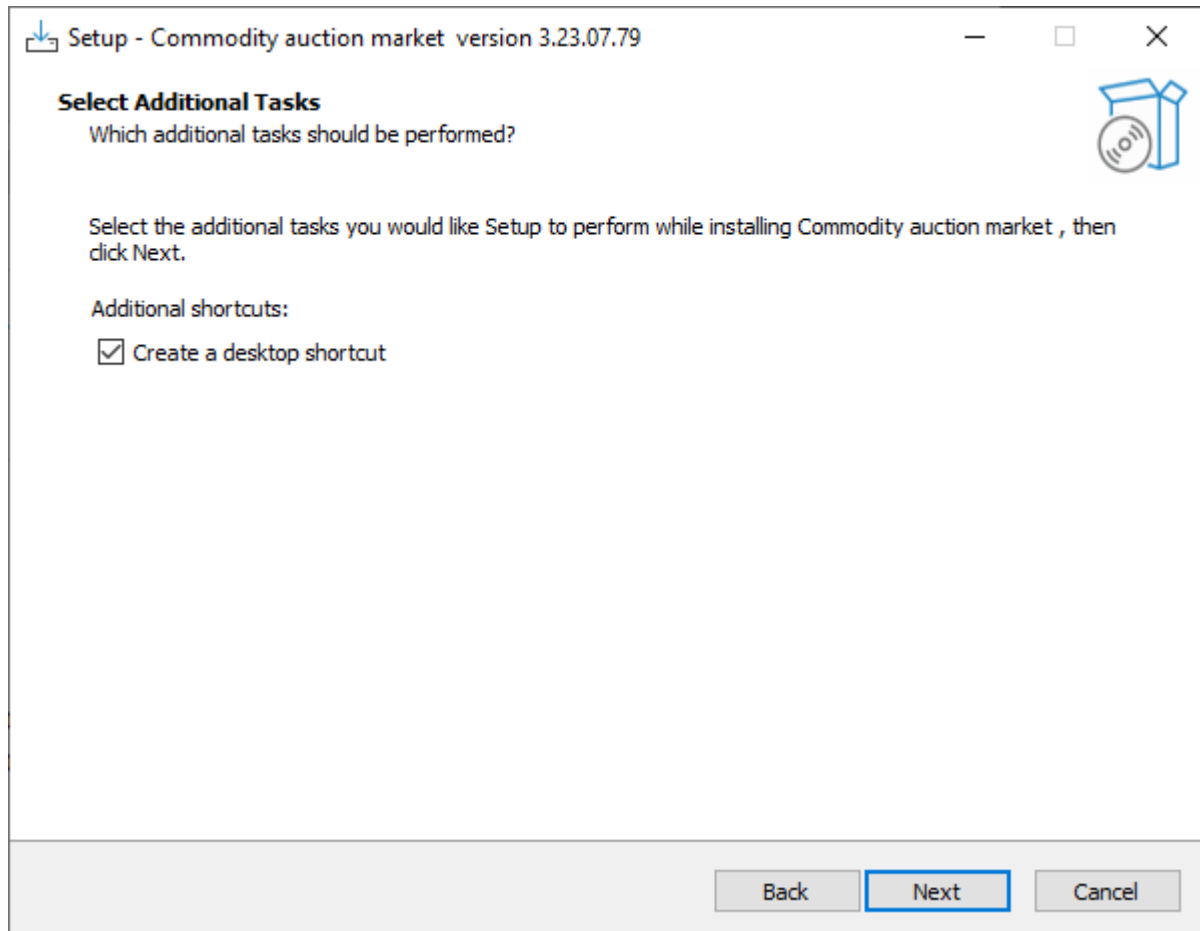 Setup - Commodity auction market  version 3.23.07.79
Select Additional Tasks
Which additional tasks should be performed?
Select the additional tasks you would like Setup to perform while installing Commodity auction market , then
click Next.
Additional shortcuts:
Create a desktop shortcut
Back
Next
Cancel